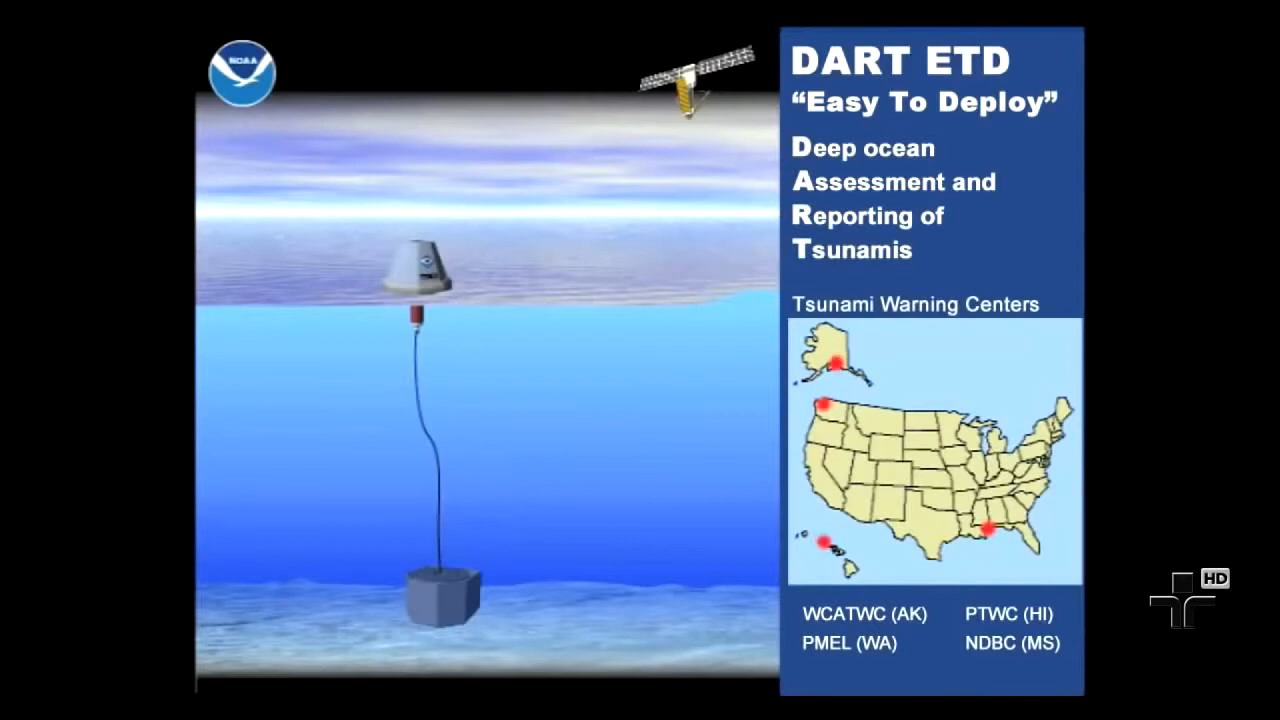 NOAA
DART ETD
“Easy To Deploy”
Deep ocean
Assessment and
Reporting of
Tsunamis
Tsunami Warning Centers
WCATWC (AK) PTWC (HI)
PMEL (WA) NDBC (MS)
HD